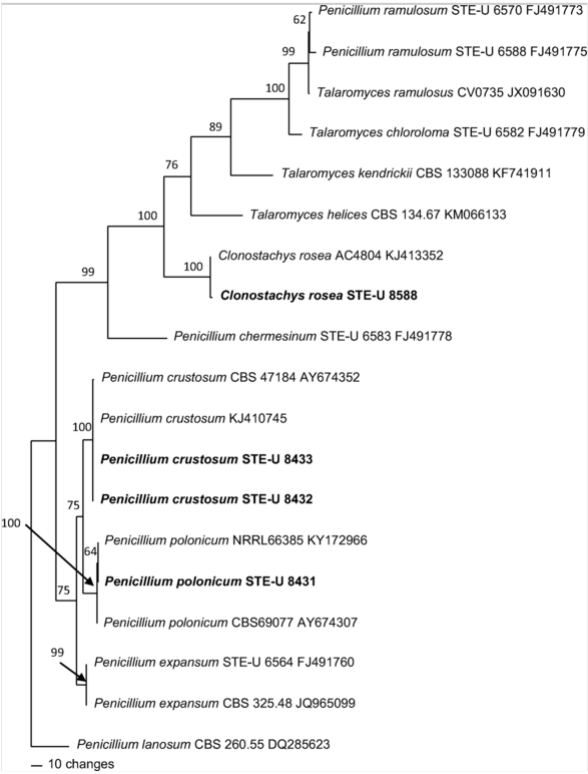 62
Penicillium ramulosum STE-U 6570 FJ491773
99
Penicillium ramulosum STE-U 6588 FJ491775
100
Talaromyces ramulosus CV0735 JX091630
89
Talaromyces chloroloma STE-U 6582 FJ491779
76
Talaromyces kendrickii CBS 133088 KF741911
100
Talaromyces helices CBS 134.67 KM066133
Clonostachys rosea AC4804 KJ413352
99
100
Clonostachys rosea STE-U 8588
Penicillium chermesinum STE-U 6583 FJ491778
Penicillium crustosum CBS 47184 AY674352
Penicillium crustosum KJ410745
100
Penicillium crustosum STE-U 8433
Penicillium crustosum STE-U 8432
75
100
Penicillium polonicum NRRL66385 KY172966
64
Penicillium polonicum STE-U 8431
75
Penicillium polonicum CBS69077 AY674307
99
Penicillium expansum STE-U 6564 FJ491760
Penicillium expansum CBS 325.48 JQ965099
Penicillium lanosum CBS 260.55 DQ285623
10 changes